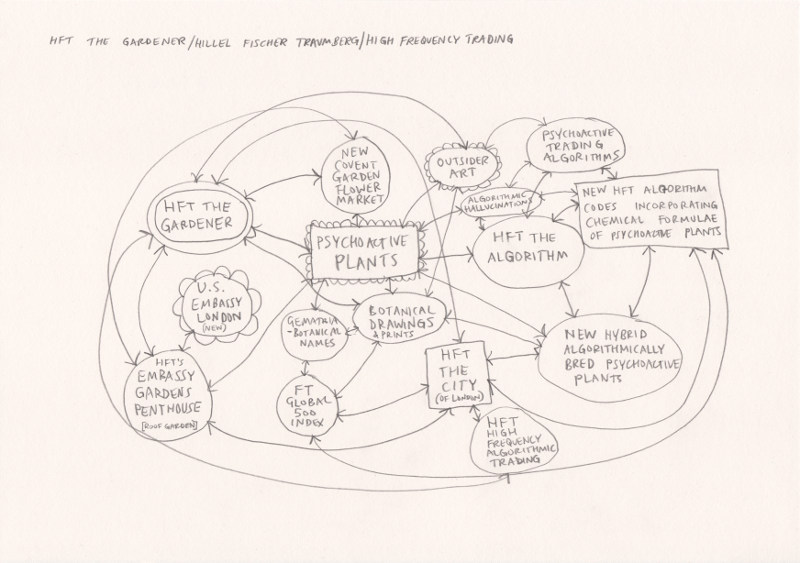 HFT THE GARDENER/HILLEL FISCHER TRAUMBERG/HIGH FREQUENCY TRADING
NEW
COVENT
GARDEN
FLOWER
MARKET
OUTSIDER
ART
PSYCHOACTIVE
TRADING
ALGORITHMS
HFT THE
GARDENER
ALGORITHMIC
HALLUCINATIONS
NEW HFT ALGORITHM
CODES INCORPORATING
CHEMICAL FORMULAE
OF PSYCHOACTIVE PLANTS
PSYCHOACTIVE
PLANTS
HFT THE
ALGORITHM
U.S.
EMBASSY
LONDON
(NEW)
GEMATRIA
-BOTANICAL
NAMES
BOTANICAL
DRAWINGS
& PRINTS
NEW HYBRID
ALGORITHMICALLY
BRED PSYCHOACTIVE
PLANTS
HFT'S
EMBASSY
GARDENS
PENTHOUSE
[ROOF GARDEN]
FT
GLOBAL
500
INDEX
HFT
THE
CITY
(OF LONDON)
HFT
HIGH
FREQUENCY
ALGORITHMIC
TRADING